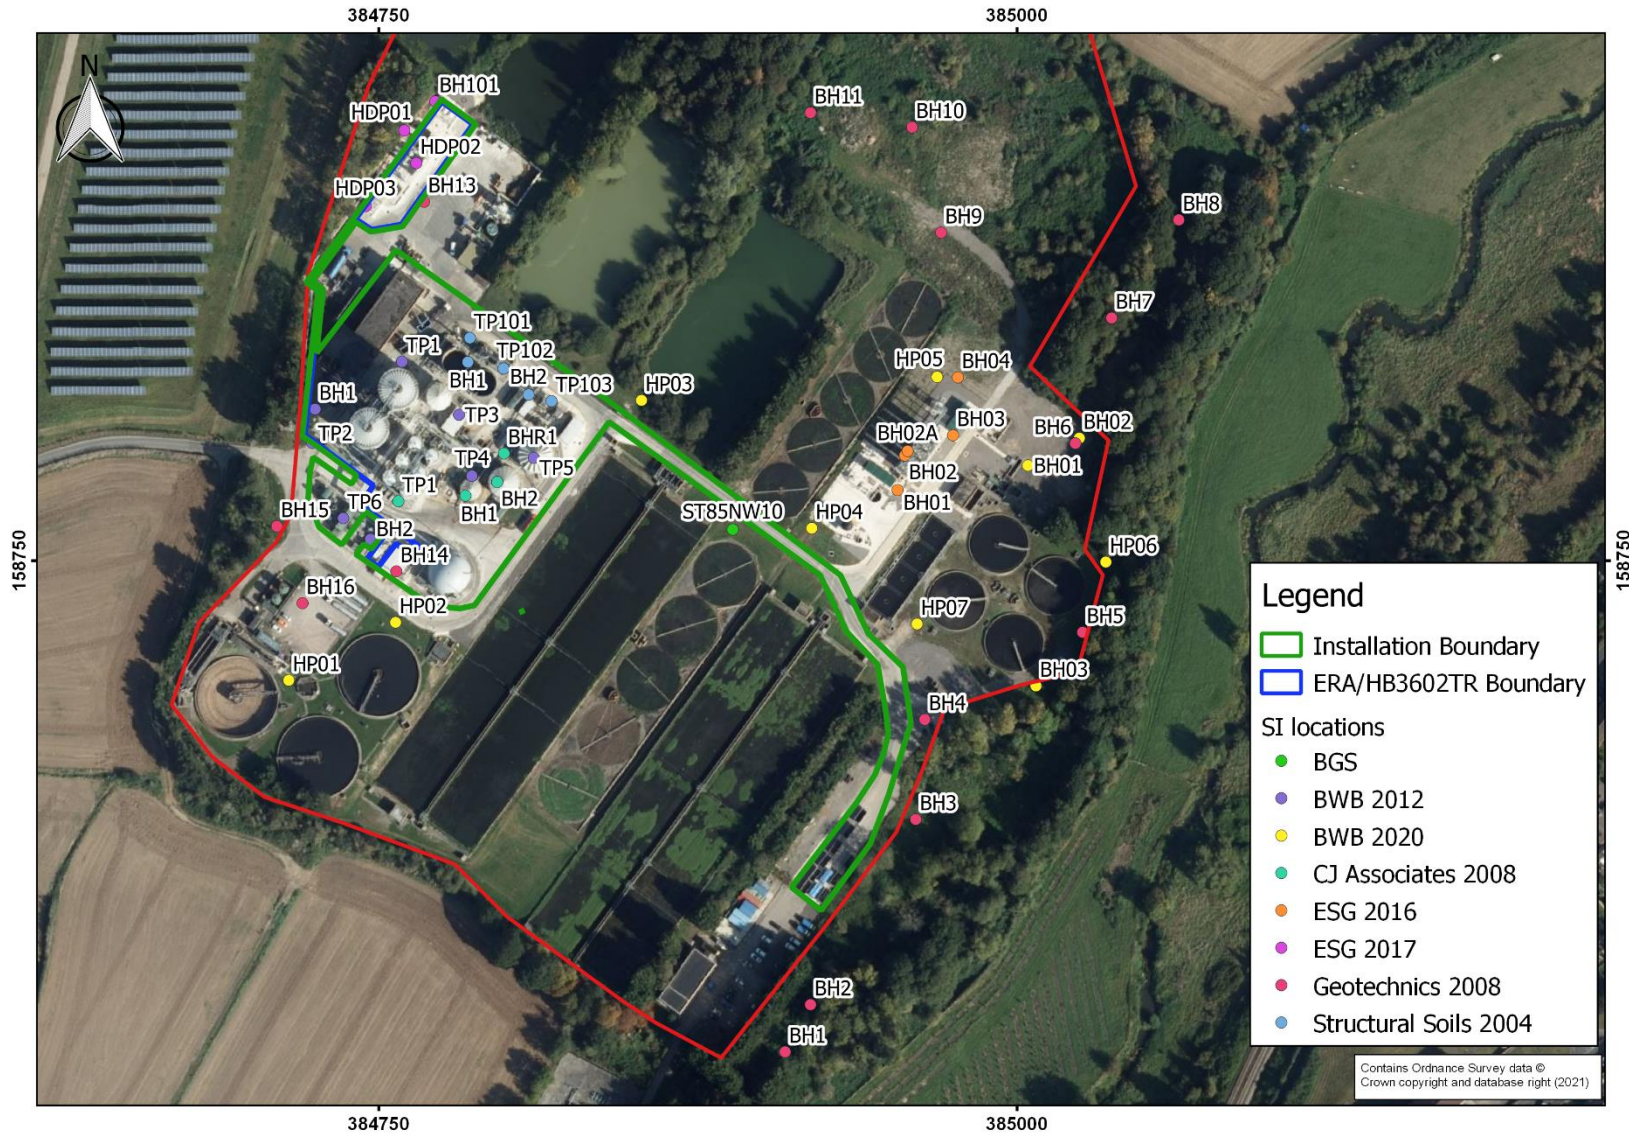 384750
385000
N
BH101
HDP01
HDP02
HDP03
BH13
BH11
BH10
BH9
BH8
BH7
TP101
TP1
TP102
BH1
BH2
TP103
HP03
HP05
BH04
BH1
TP3
TP2
BHR1
BH03
BH02A
BH6
BH02
BH02
BH01
TP4
TP5
TP1
BH2
BH1
BH01
TP6
BH15
BH2
ST85NW10
HP04
BH14
HP06
158750
158750
BH16
HP02
HP07
BH5
HP01
BH03
BH4
BH3
BH2
BH1
Legend
Installation Boundary
ERA/HB3602TR Boundary
SI locations
BGS
BWB 2012
BWB 2020
CJ Associates 2008
ESG 2016
ESG 2017
Geotechnics 2008
Structural Soils 2004
Contains Ordnance Survey data ©
Crown copyright and database right (2021)
384750
385000